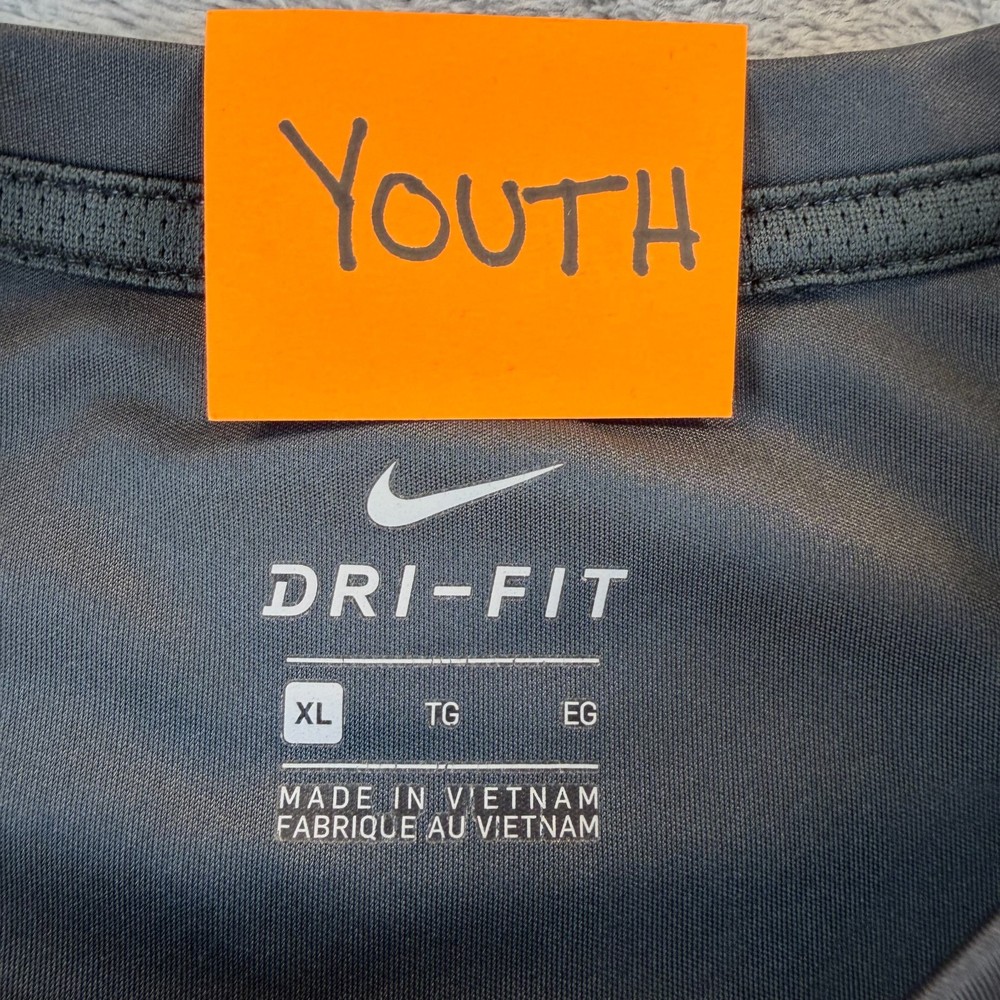 YOUTH
DRI-FIT
XL TG EG
MADE IN VIETNAM
FABRIQUE AU VIETNAM